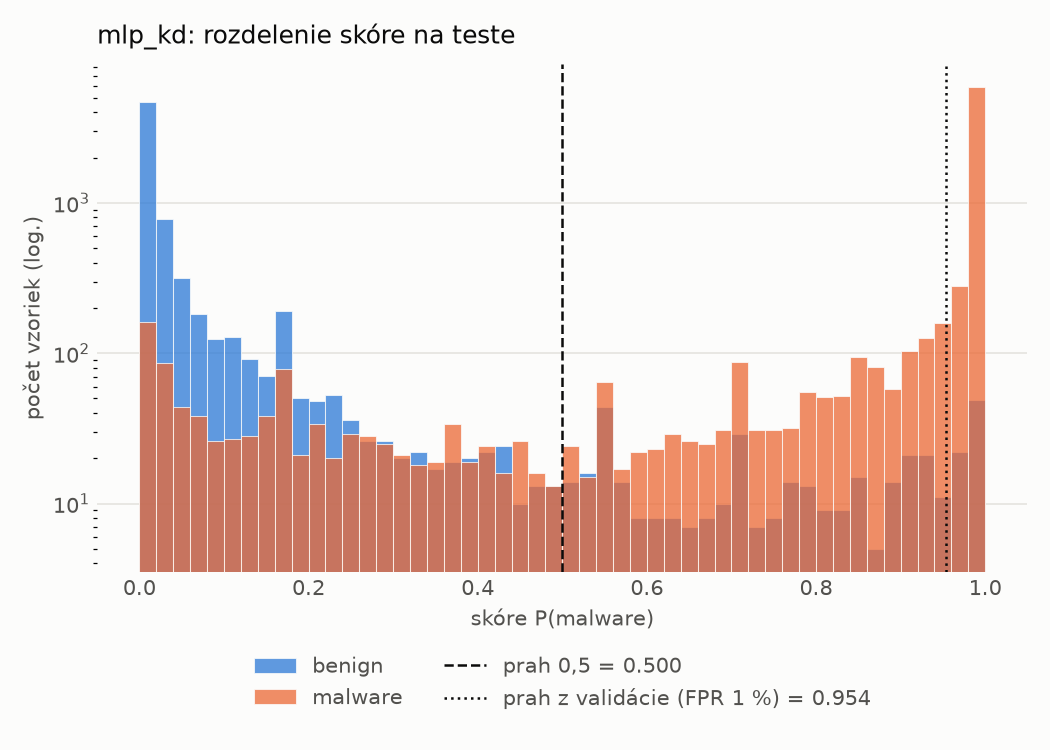 mlp_kd: rozdelenie skóre na teste
počet vzoriek (log.)
10³
10²
10¹
0.0 0.2 0.4 0.6 0.8 1.0
skóre P(malware)
benign
malware
prah 0,5 = 0.500
prah z validácie (FPR 1 %) = 0.954